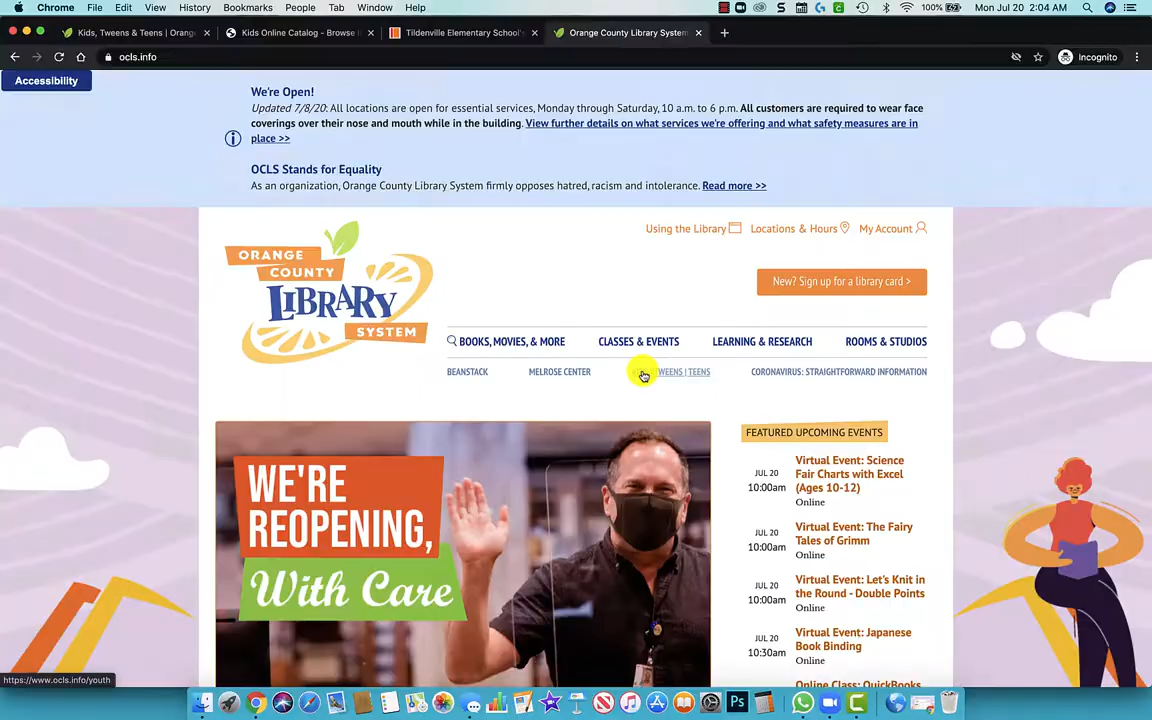 Chrome File Edit View History Bookmarks People Tab Window Help 100% Mon Jul 20 2:04 AM
Kids, Tweens & Teens | Orange Kids Online Catalog - Browse Tildenville Elementary School's Orange County Library System
ocls.info Incognito
Accessibility
We're Open!
Updated 7/8/20: All locations are open for essential services, Monday through Saturday, 10 a.m. to 6 p.m. All customers are required to wear face
coverings over their nose and mouth while in the building. View further details on what services we're offering and what safety measures are in
place >>
OCLS Stands for Equality
As an organization, Orange County Library System firmly opposes hatred, racism and intolerance. Read more >>
Using the Library Locations & Hours My Account
ORANGE
COUNTY
LIBRARY
SYSTEM
New? Sign up for a library card >
BOOKS, MOVIES, & MORE CLASSES & EVENTS LEARNING & RESEARCH ROOMS & STUDIOS
BEANSTACK MELROSE CENTER TWEENS | TEENS CORONAVIRUS: STRAIGHTFORWARD INFORMATION
WE'RE
REOPENING,
With Care
FEATURED UPCOMING EVENTS
JUL 20
10:00am
Virtual Event: Science
Fair Charts with Excel
(Ages 10-12)
Online
JUL 20
10:00am
Virtual Event: The Fairy
Tales of Grimm
Online
JUL 20
10:00am
Virtual Event: Let's Knit in
the Round - Double Points
Online
JUL 20
10:30am
Virtual Event: Japanese
Book Binding
Online
Online Class: QuickBooks
https://www.ocls.info/youth
Ps